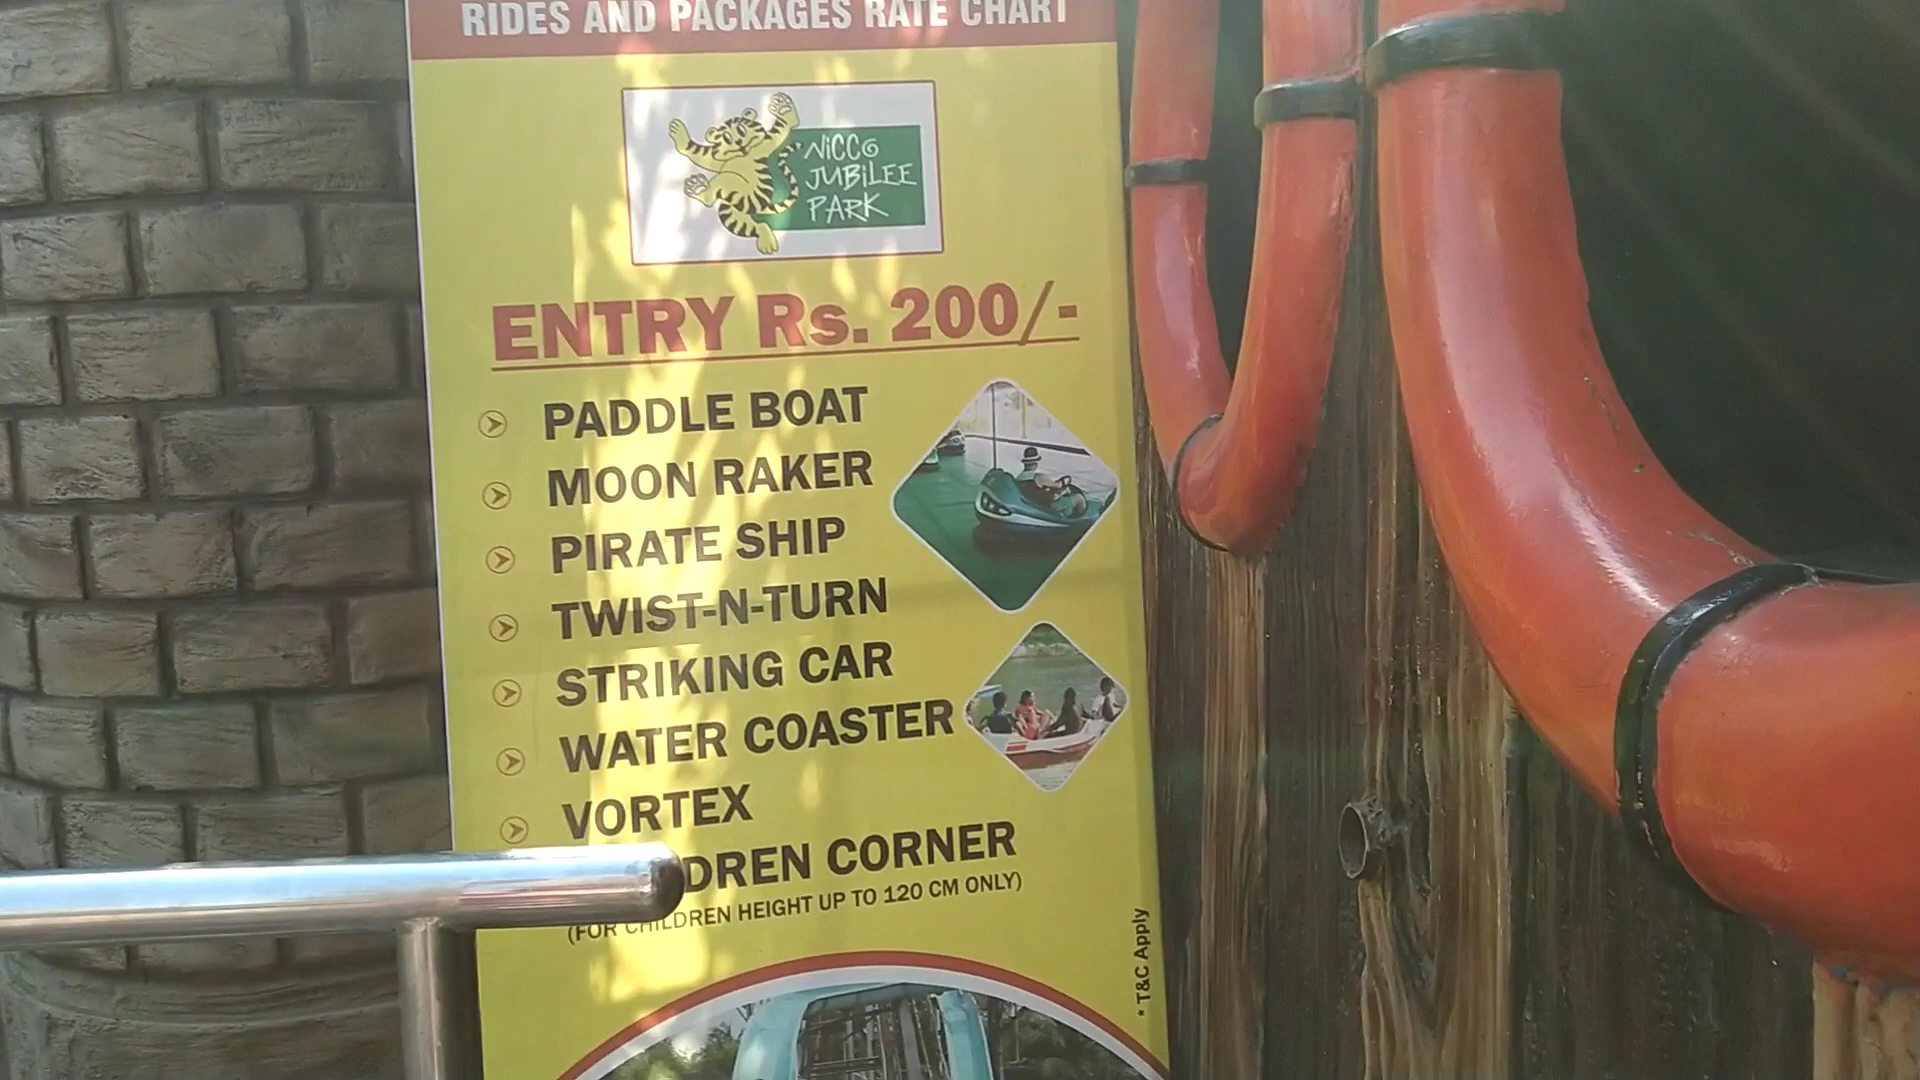 RIDES AND PACKAGES RATE CHART
NICCO
JUBILEE
PARK
ENTRY Rs. 200/-
PADDLE BOAT
MOON RAKER
PIRATE SHIP
TWIST-N-TURN
STRIKING CAR
WATER COASTER
VORTEX
DREN CORNER
(FOR CHILDREN HEIGHT UP TO 120 CM ONLY)
* T&C Apply